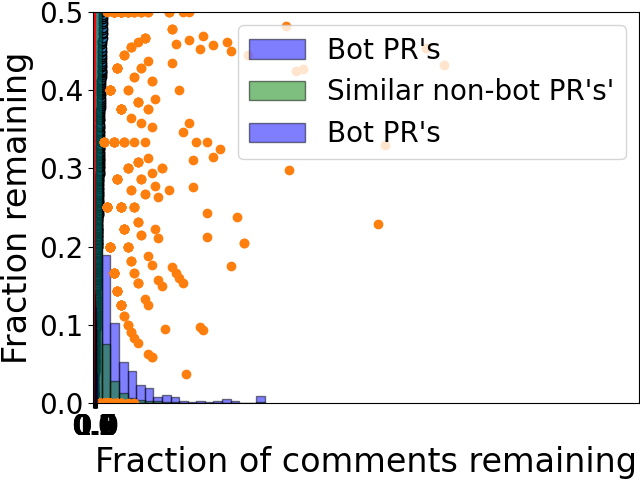 0.5
0.4
0.3
0.2
0.1
0.0
Fraction remaining
Bot PR's
Similar non-bot PR's'
Bot PR's
Fraction of comments remaining